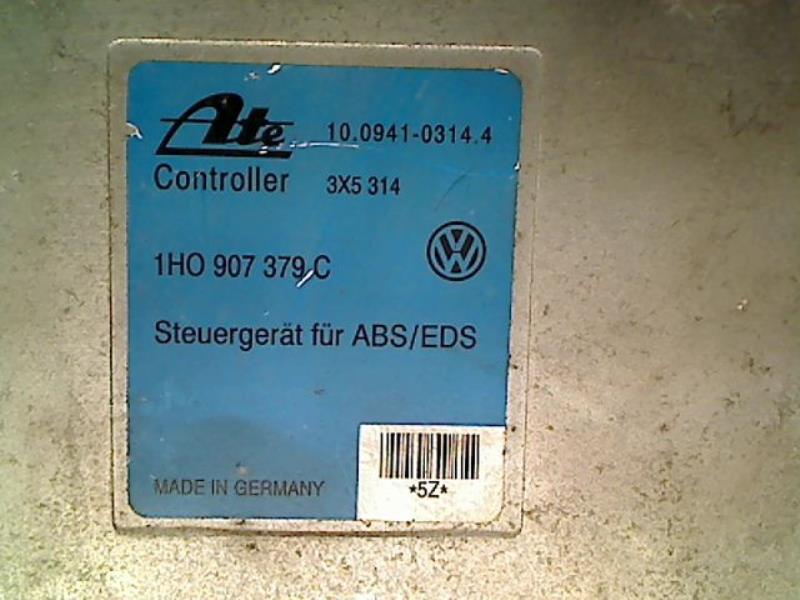 Ate 10.0941-0314.4
Controller 3X5 314
1HO 907 379 C
Steuergerät für ABS/EDS
MADE IN GERMANY
*5Z*